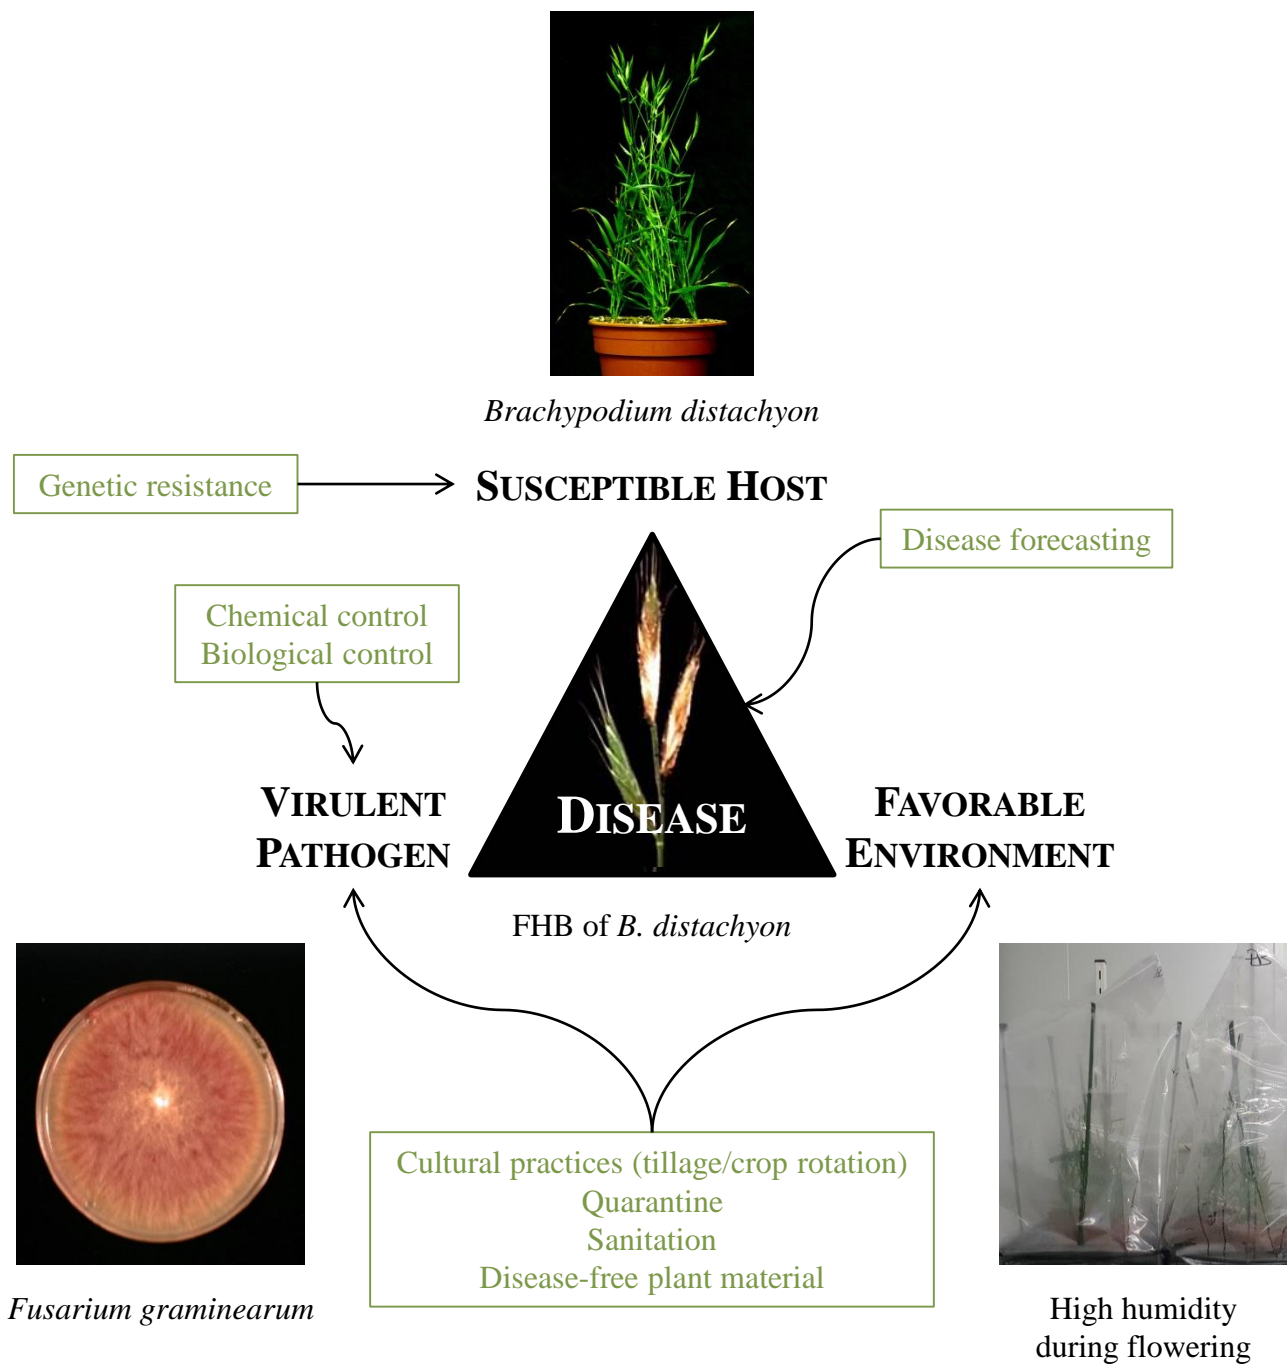 Brachypodium distachyon
Genetic resistance
SUSCEPTIBLE HOST
Disease forecasting
Chemical control
Biological control
VIRULENT
PATHOGEN
DISEASE
FAVORABLE
ENVIRONMENT
FHB of B. distachyon
Cultural practices (tillage/crop rotation)
Quarantine
Sanitation
Disease-free plant material
Fusarium graminearum
High humidity
during flowering